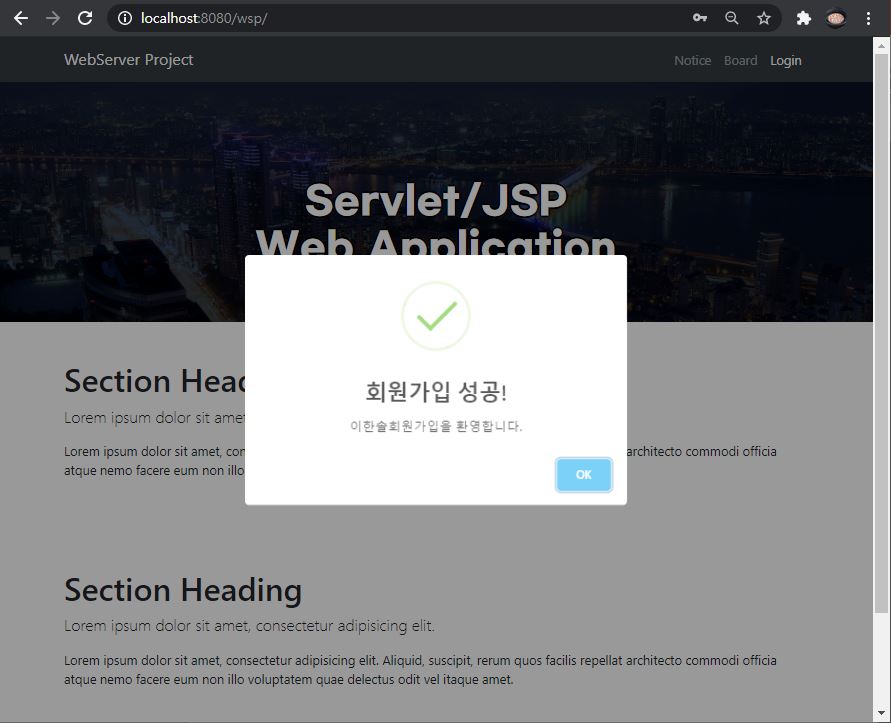 localhost:8080/wsp/
WebServer Project
Notice Board Login
Servlet/JSP
Web Application
회원가입 성공!
이한솔회원가입을 환영합니다.
OK
Section Head
Lorem ipsum dolor sit amet
Lorem ipsum dolor sit amet, con architecto commodi officia
atque nemo facere eum non illo
Section Heading
Lorem ipsum dolor sit amet, consectetur adipisicing elit.
Lorem ipsum dolor sit amet, consectetur adipisicing elit. Aliquid, suscipit, rerum quos facilis repellat architecto commodi officia
atque nemo facere eum non illo voluptatem quae delectus odit vel itaque amet.